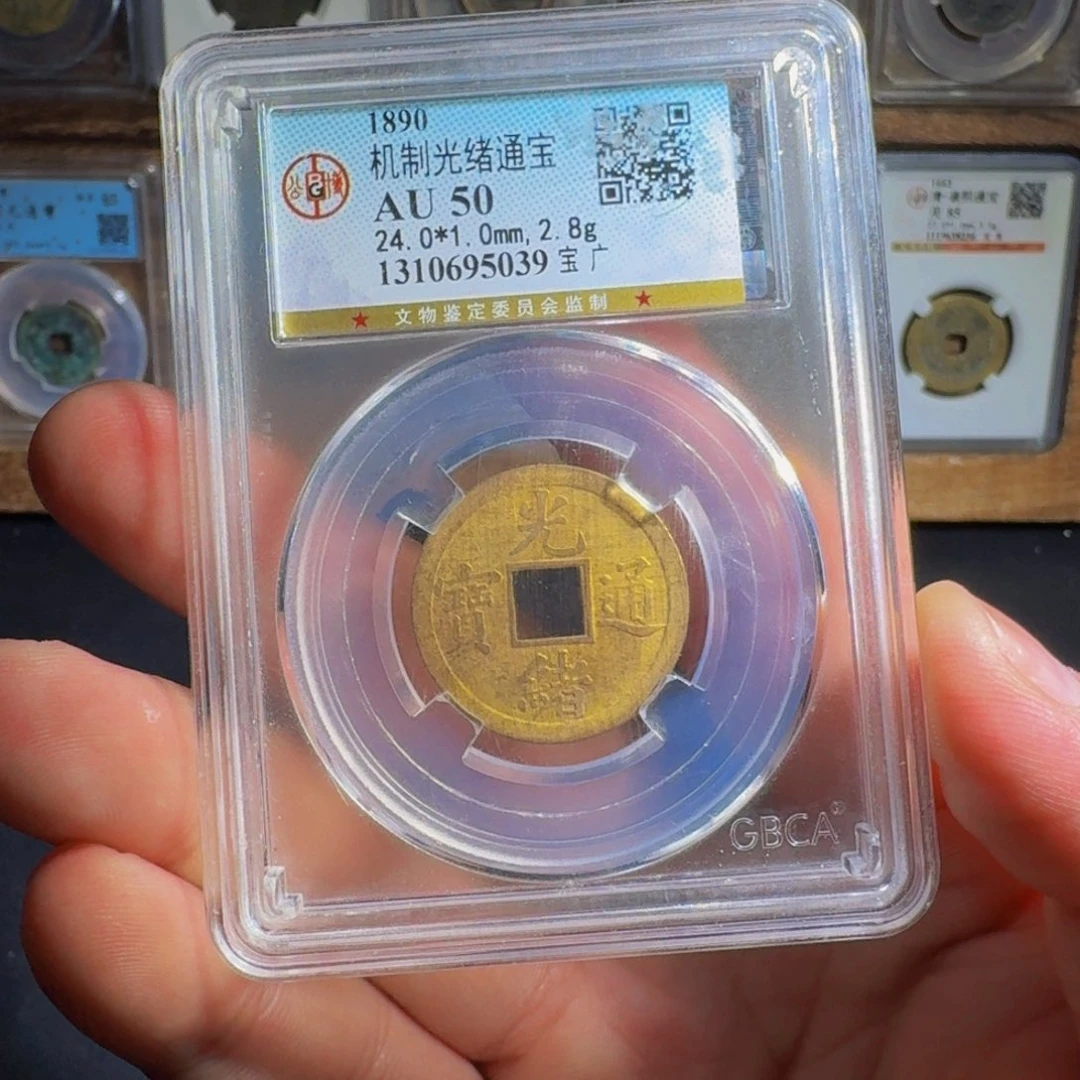 1890
机制光绪通宝
AU 50
24.0*1.0mm, 2.8g
1310695039 宝 广
★ 文物鉴定委员会监制 ★
光
寶 通
緒
GBCA®
1663